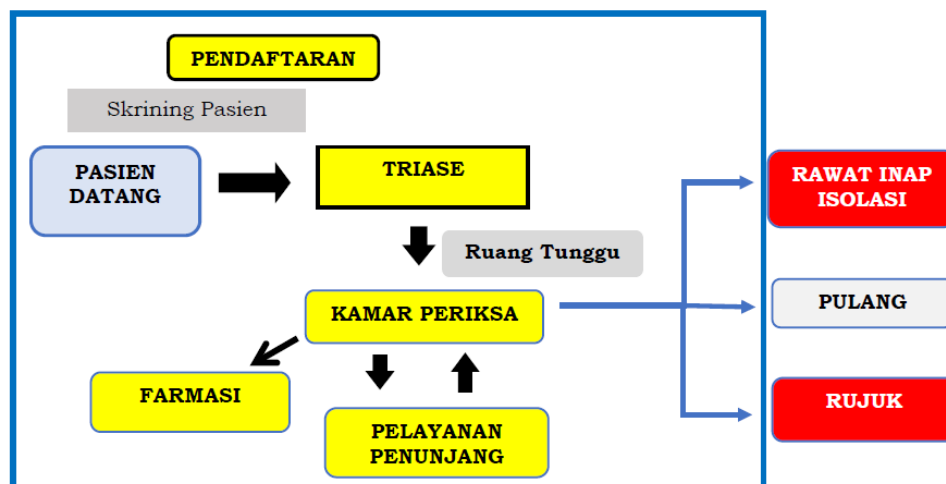 PENDAFTARAN
Skrining Pasien
PASIEN
DATANG
TRIASE
RAWAT INAP
ISOLASI
Ruang Tunggu
KAMAR PERIKSA
PULANG
FARMASI
RUJUK
PELAYANAN
PENUNJANG